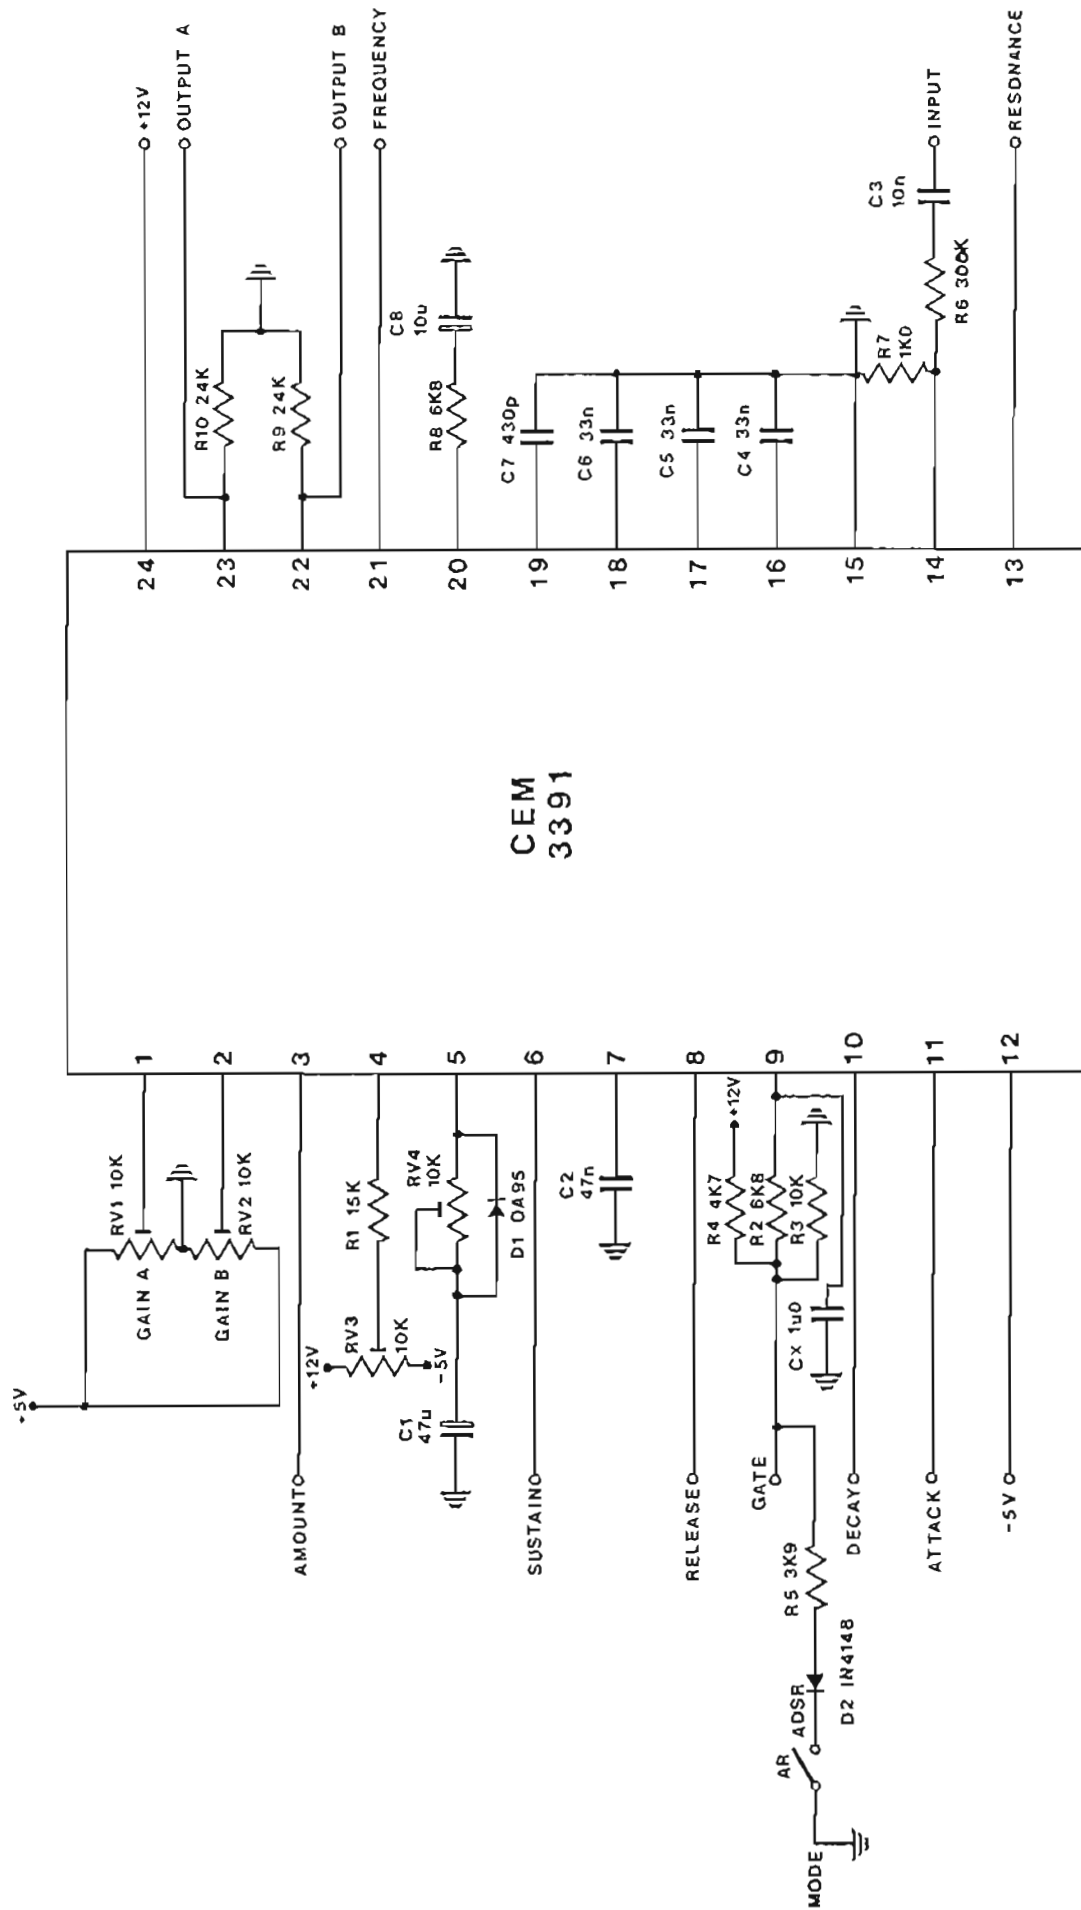 +12V
OUTPUT A
OUTPUT B
FREQUENCY
INPUT
RESONANCE
R10 24K
R9 24K
C8
10u
R8 6K8
C7 430p
C6 33n
C5 33n
C4 33n
R7
1K0
C3
10n
R6 300K
24
23
22
21
20
19
18
17
16
15
14
13
CEM
3391
1
2
3
4
5
6
7
8
9
10
11
12
RV1 10K
RV2 10K
GAIN A
GAIN B
+5V
R1 15K
RV3
10K
+12V
-5V
RV4
10K
D1 OA95
C1
47u
C2
47n
+12V
R4 4K7
R2 6K8
R3 10K
CX 1u0
AMOUNT
SUSTAIN
RELEASE
GATE
DECAY
ATTACK
-5V
R5 3K9
D2 IN4148
ADSR
AR
MODE